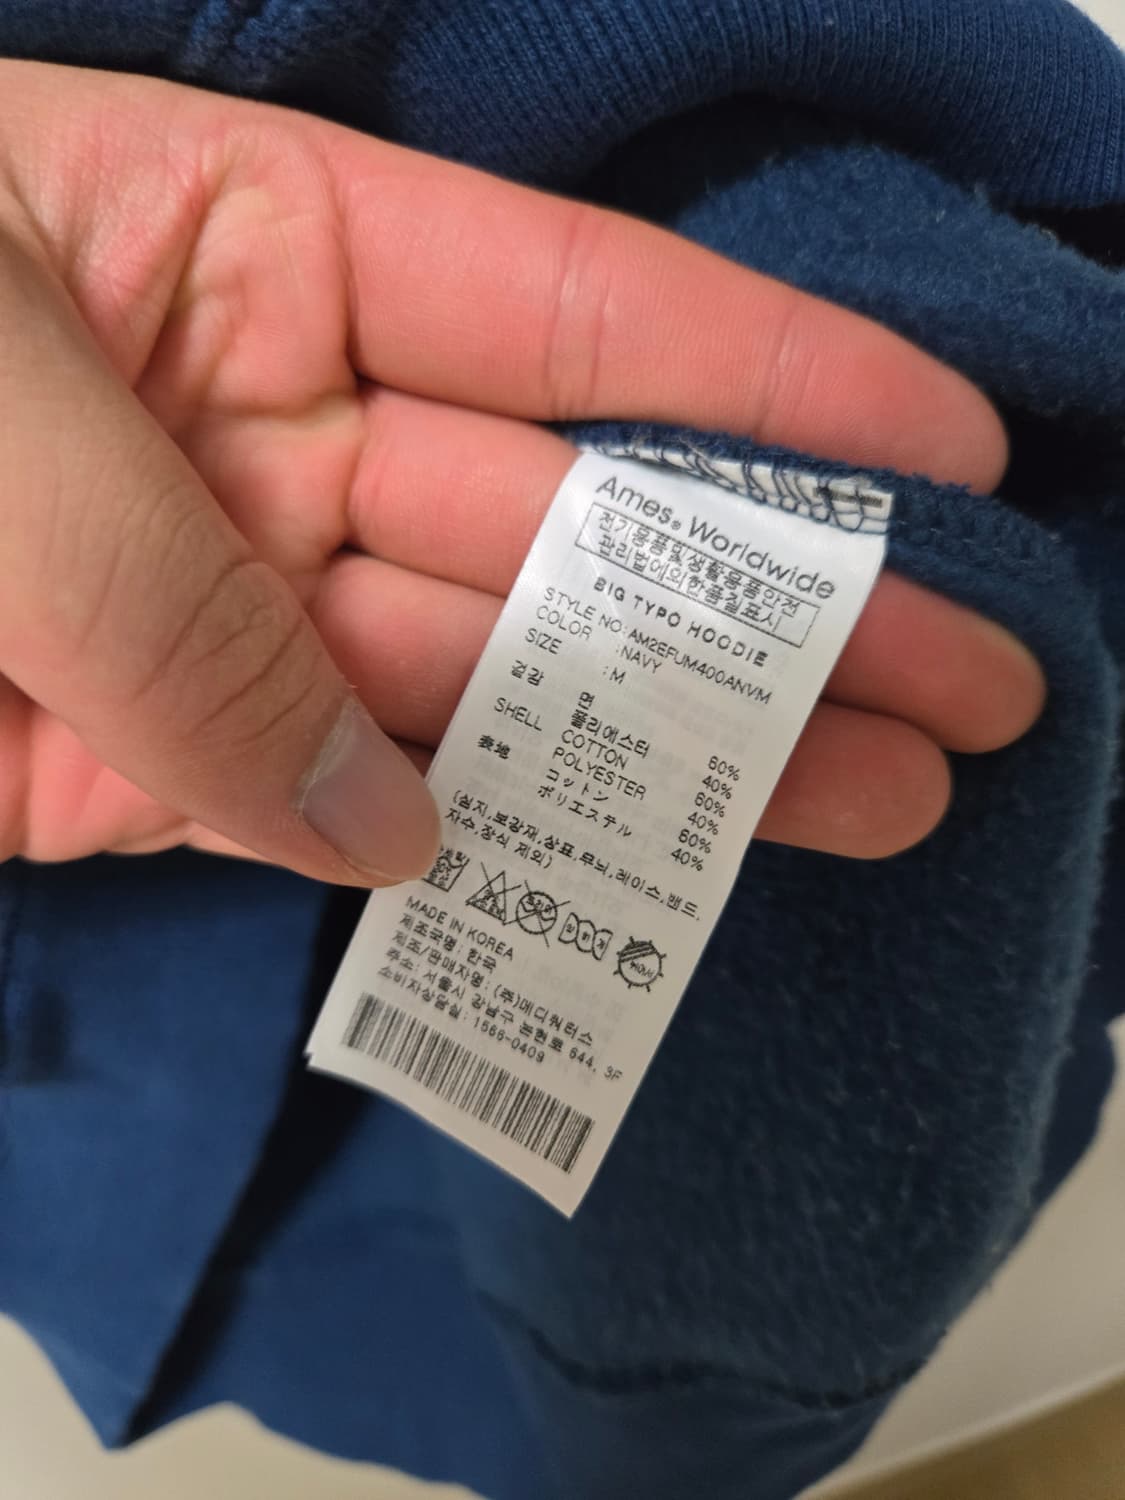 Ames® Worldwide
전기용품및생활용품안전
관리법에의한품질표시
BIG TYPO HOODIE
STYLE NO:AM2EFUM400ANVM
COLOR :NAVY
SIZE :M
겉감 면 60%
폴리에스터 40%
SHELL COTTON 60%
POLYESTER 40%
表地 コットン 60%
ポリエステル 40%
(심지,보강재,상표,무늬,레이스,밴드,
자수,장식 제외)
MADE IN KOREA
제조국명: 한국
제조/판매자명: (주)메디쿼터스
주소: 서울시 강남구 논현로 644, 3F
소비자상담실: 1566-0409